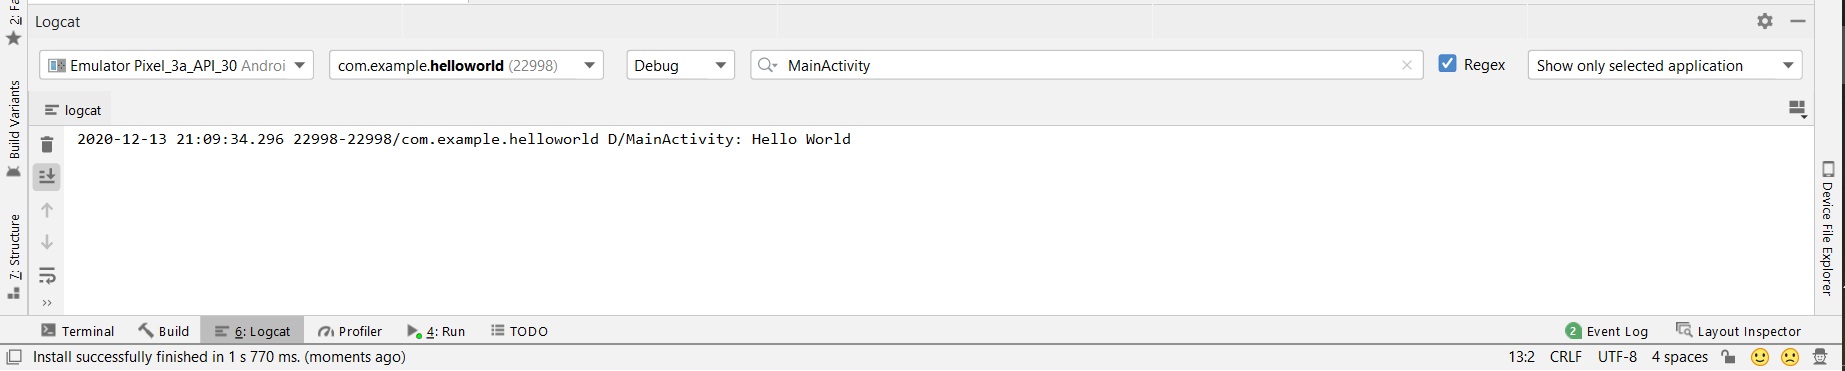 Logcat
Emulator Pixel_3a_API_30 Androi
com.example.helloworld (22998)
Debug
MainActivity
Regex
Show only selected application
logcat
2020-12-13 21:09:34.296 22998-22998/com.example.helloworld D/MainActivity: Hello World
2: Fa
Build Variants
7: Structure
Device File Explorer
Terminal
Build
6: Logcat
Profiler
4: Run
TODO
2 Event Log
Layout Inspector
Install successfully finished in 1 s 770 ms. (moments ago)
13:2
CRLF
UTF-8
4 spaces